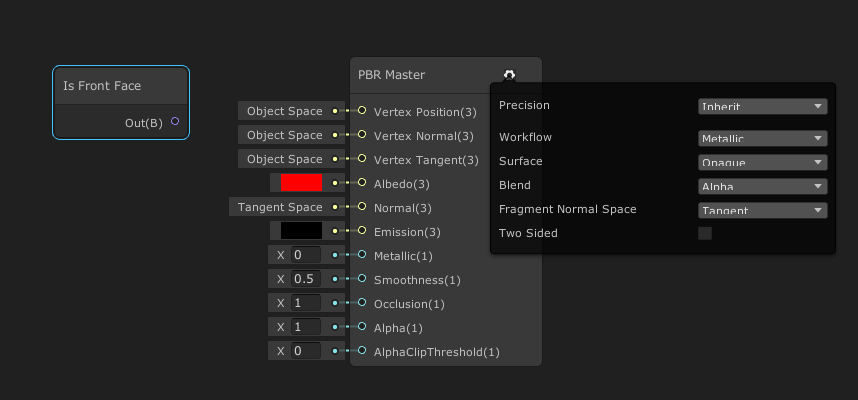 Is Front Face
Out(B)
PBR Master
Object Space Vertex Position(3)
Object Space Vertex Normal(3)
Object Space Vertex Tangent(3)
Albedo(3)
Tangent Space Normal(3)
Emission(3)
X 0 Metallic(1)
X 0.5 Smoothness(1)
X 1 Occlusion(1)
X 1 Alpha(1)
X 0 AlphaClipThreshold(1)
Precision Inherit
Workflow Metallic
Surface Opaque
Blend Alpha
Fragment Normal Space Tangent
Two Sided